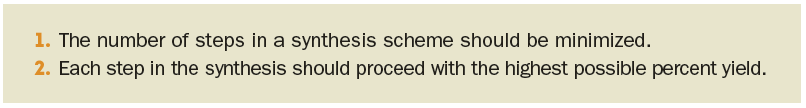 1. The number of steps in a synthesis scheme should be minimized.
2. Each step in the synthesis should proceed with the highest possible percent yield.